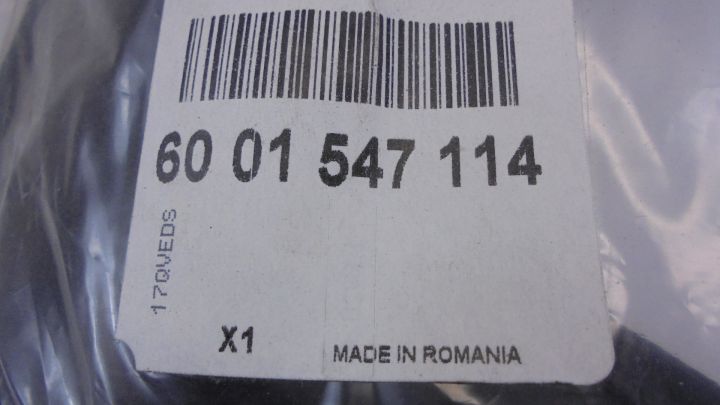 60 01 547 114
17QVEDS
X1
MADE IN ROMANIA